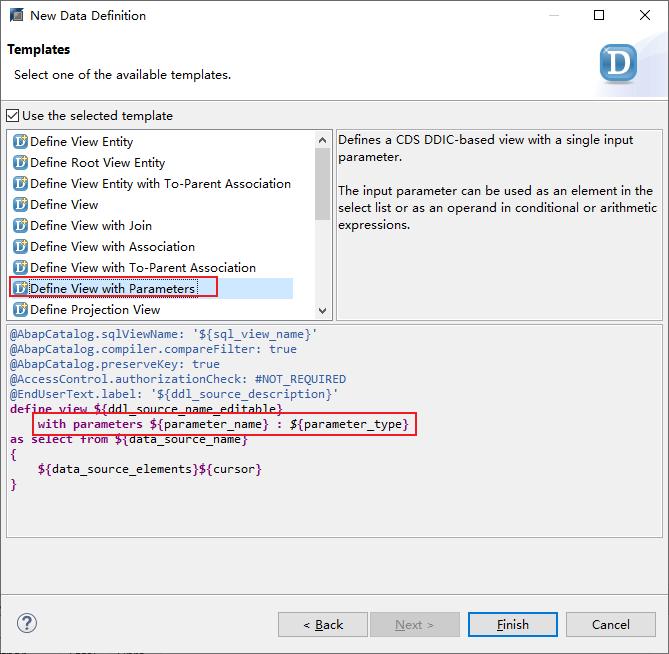 New Data Definition
Templates
Select one of the available templates.
D
Use the selected template
Define View Entity
Define Root View Entity
Define View Entity with To-Parent Association
Define View
Define View with Join
Define View with Association
Define View with To-Parent Association
Define View with Parameters
Define Projection View
Defines a CDS DDIC-based view with a single input
parameter.
The input parameter can be used as an element in the
select list or as an operand in conditional or arithmetic
expressions.
@AbapCatalog.sqlViewName: '${sql_view_name}'
@AbapCatalog.compiler.compareFilter: true
@AbapCatalog.preserveKey: true
@AccessControl.authorizationCheck: #NOT_REQUIRED
@EndUserText.label: '${ddl_source_description}'
define view ${ddl_source_name_editable}
with parameters ${parameter_name} : ${parameter_type}
as select from ${data_source_name}
{
${data_source_elements}${cursor}
}
?
< Back
Next >
Finish
Cancel